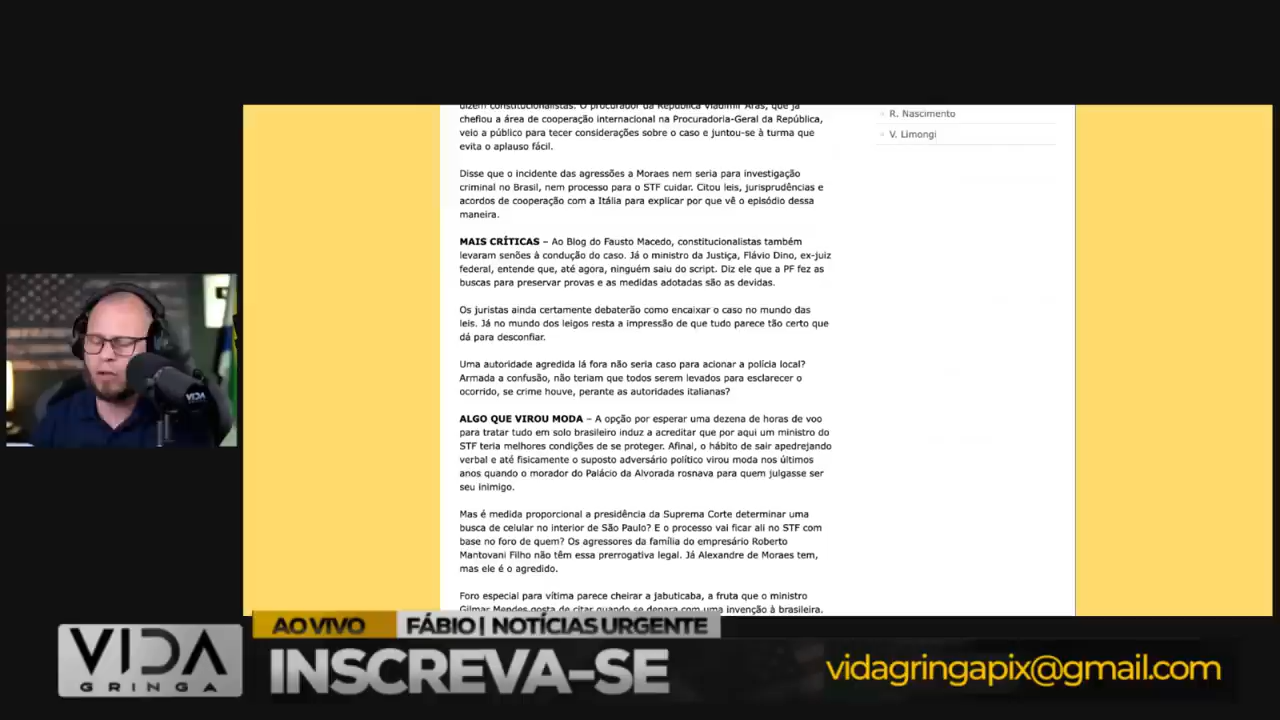 dizem constitucionalistas. O procurador da República Vladimir Aras, que já
chefiou a área de cooperação internacional na Procuradoria-Geral da República,
veio a público para tecer considerações sobre o caso e juntou-se à turma que
evita o aplauso fácil.
Disse que o incidente das agressões a Moraes nem seria para investigação
criminal no Brasil, nem processo para o STF cuidar. Citou leis, jurisprudências e
acordos de cooperação com a Itália para explicar por que vê o episódio dessa
maneira.
MAIS CRÍTICAS – Ao Blog do Fausto Macedo, constitucionalistas também
levaram senões à condução do caso. Já o ministro da Justiça, Flávio Dino, ex-juiz
federal, entende que, até agora, ninguém saiu do script. Diz ele que a PF fez as
buscas para preservar provas e as medidas adotadas são as devidas.
Os juristas ainda certamente debaterão como encaixar o caso no mundo das
leis. Já no mundo dos leigos resta a impressão de que tudo parece tão certo que
dá para desconfiar.
Uma autoridade agredida lá fora não seria caso para acionar a polícia local?
Armada a confusão, não teriam que todos serem levados para esclarecer o
ocorrido, se crime houve, perante as autoridades italianas?
ALGO QUE VIROU MODA – A opção por esperar uma dezena de horas de voo
para tratar tudo em solo brasileiro induz a acreditar que por aqui um ministro do
STF teria melhores condições de se proteger. Afinal, o hábito de sair apedrejando
verbal e até fisicamente o suposto adversário político virou moda nos últimos
anos quando o morador do Palácio da Alvorada rosnava para quem julgasse ser
seu inimigo.
Mas é medida proporcional a presidência da Suprema Corte determinar uma
busca de celular no interior de São Paulo? E o processo vai ficar ali no STF com
base no foro de quem? Os agressores da família do empresário Roberto
Mantovani Filho não têm essa prerrogativa legal. Já Alexandre de Moraes tem,
mas ele é o agredido.
Foro especial para vítima parece cheirar a jabuticaba, a fruta que o ministro
Gilmar Mendes gosta de citar quando se depara com uma invenção à brasileira.
R. Nascimento
V. Limongi
VIDA
VIDA
GRINGA
AO VIVO
FÁBIO | NOTÍCIAS URGENTE
INSCREVA-SE
vidagringapix@gmail.com